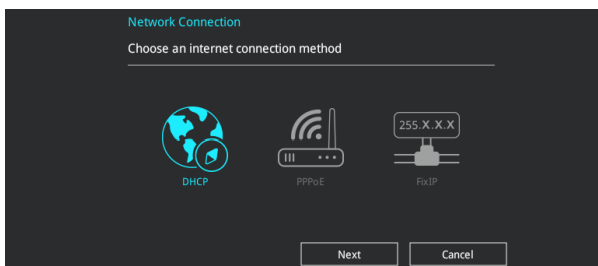 Network Connection
Choose an internet connection method
255.X.X.X
DHCP
PPPoE
FixIP
Next
Cancel